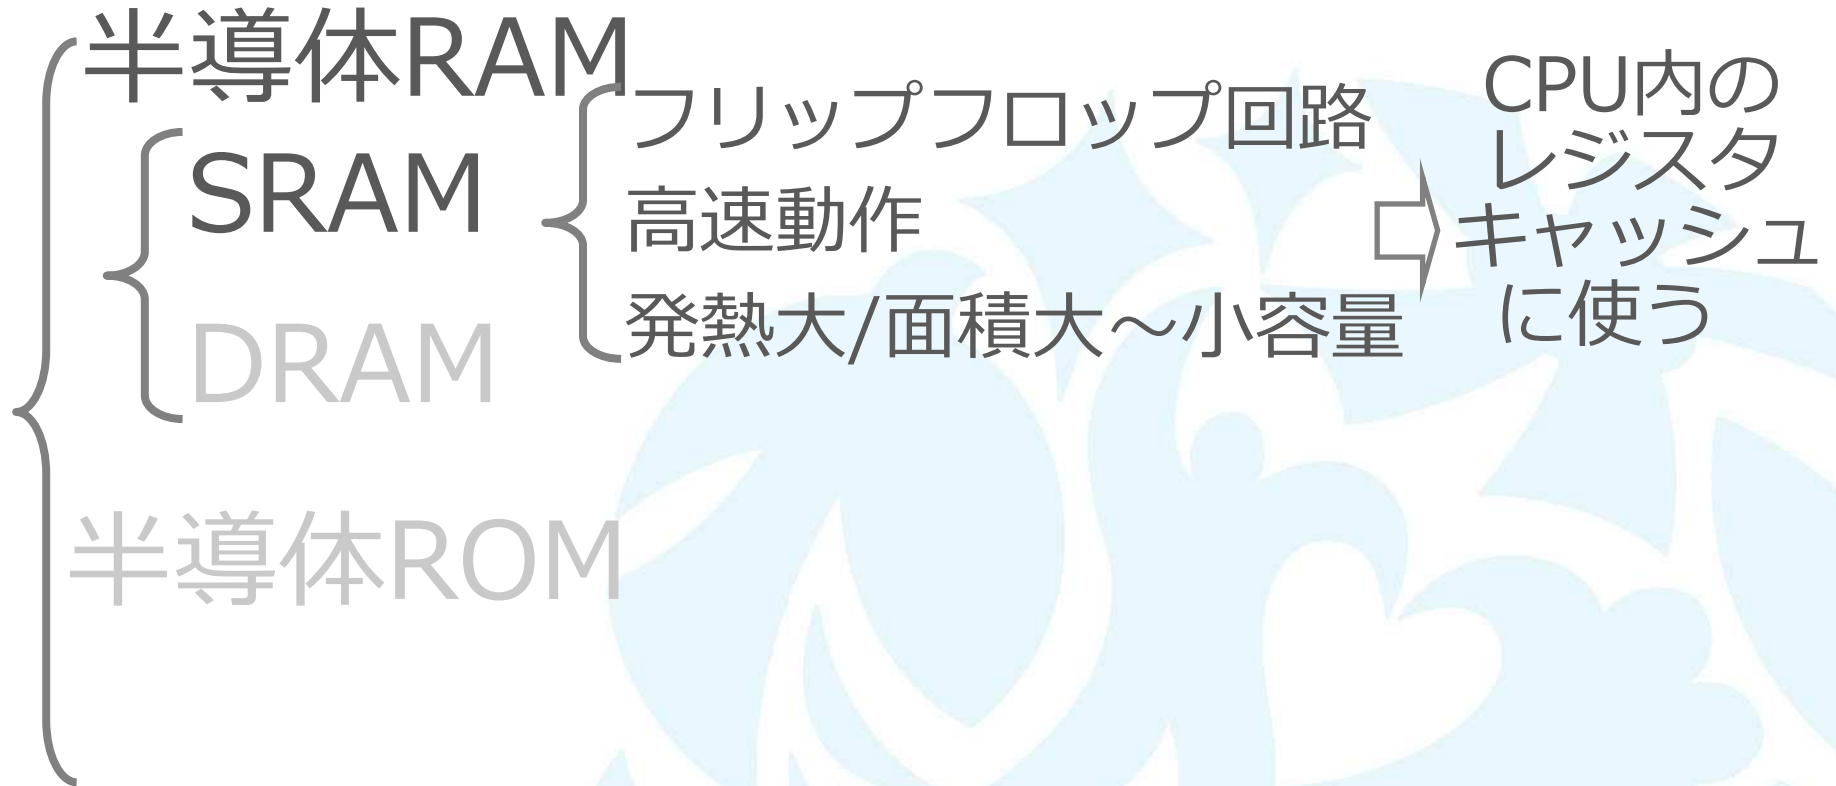 半導体RAM
SRAM
フリップフロップ回路
高速動作
発熱大/面積大～小容量
CPU内の
レジスタ
キャッシュ
に使う
DRAM
半導体ROM